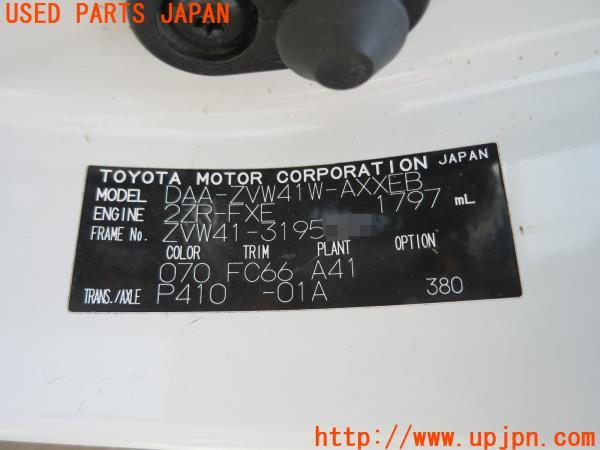 USED PARTS JAPAN
TOYOTA MOTOR CORPORATION JAPAN
MODEL DAA-ZVW41W-AXXEB
ENGINE 2ZR-FXE 1797 mL
FRAME No. ZVW41-3195
COLOR TRIM PLANT OPTION
070 FC66 A41
TRANS./AXLE P410 -01A 380
http://www.upjpn.com